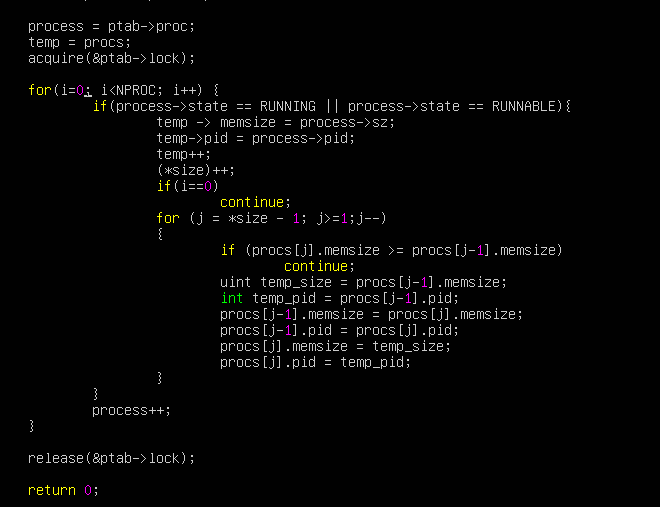 process = ptab->proc;
temp = procs;
acquire(&ptab->lock);
for(i=0; i<NPROC; i++) {
if(process->state == RUNNING || process->state == RUNNABLE){
temp -> memsize = process->sz;
temp->pid = process->pid;
temp++;
(*size)++;
if(i==0)
continue;
for (j = *size - 1; j>=1;j--)
{
if (procs[j].memsize >= procs[j-1].memsize)
continue;
uint temp_size = procs[j-1].memsize;
int temp_pid = procs[j-1].pid;
procs[j-1].memsize = procs[j].memsize;
procs[j-1].pid = procs[j].pid;
procs[j].memsize = temp_size;
procs[j].pid = temp_pid;
}
}
process++;
}
release(&ptab->lock);
return 0;